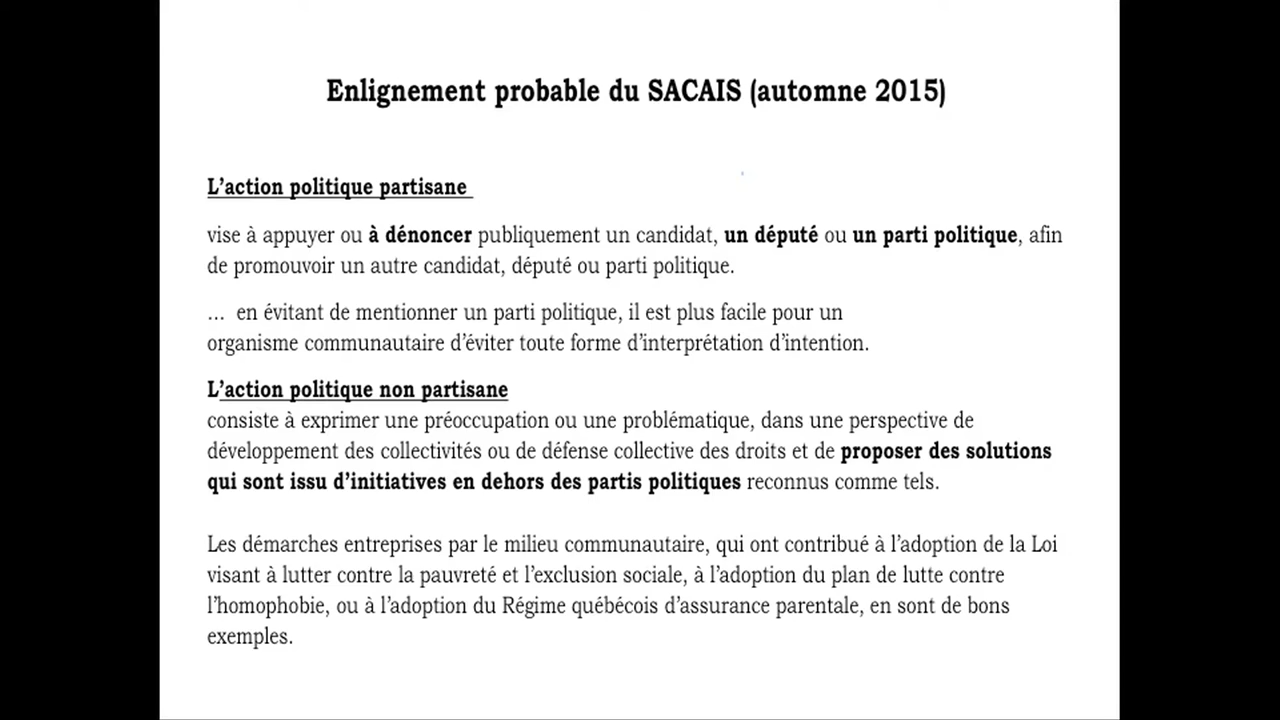 Enlignement probable du SACAIS (automne 2015)
L’action politique partisane
vise à appuyer ou à dénoncer publiquement un candidat, un député ou un parti politique, afin
de promouvoir un autre candidat, député ou parti politique.
... en évitant de mentionner un parti politique, il est plus facile pour un
organisme communautaire d’éviter toute forme d’interprétation d’intention.
L’action politique non partisane
consiste à exprimer une préoccupation ou une problématique, dans une perspective de
développement des collectivités ou de défense collective des droits et de proposer des solutions
qui sont issu d’initiatives en dehors des partis politiques reconnus comme tels.
Les démarches entreprises par le milieu communautaire, qui ont contribué à l’adoption de la Loi
visant à lutter contre la pauvreté et l’exclusion sociale, à l’adoption du plan de lutte contre
l’homophobie, ou à l’adoption du Régime québécois d’assurance parentale, en sont de bons
exemples.